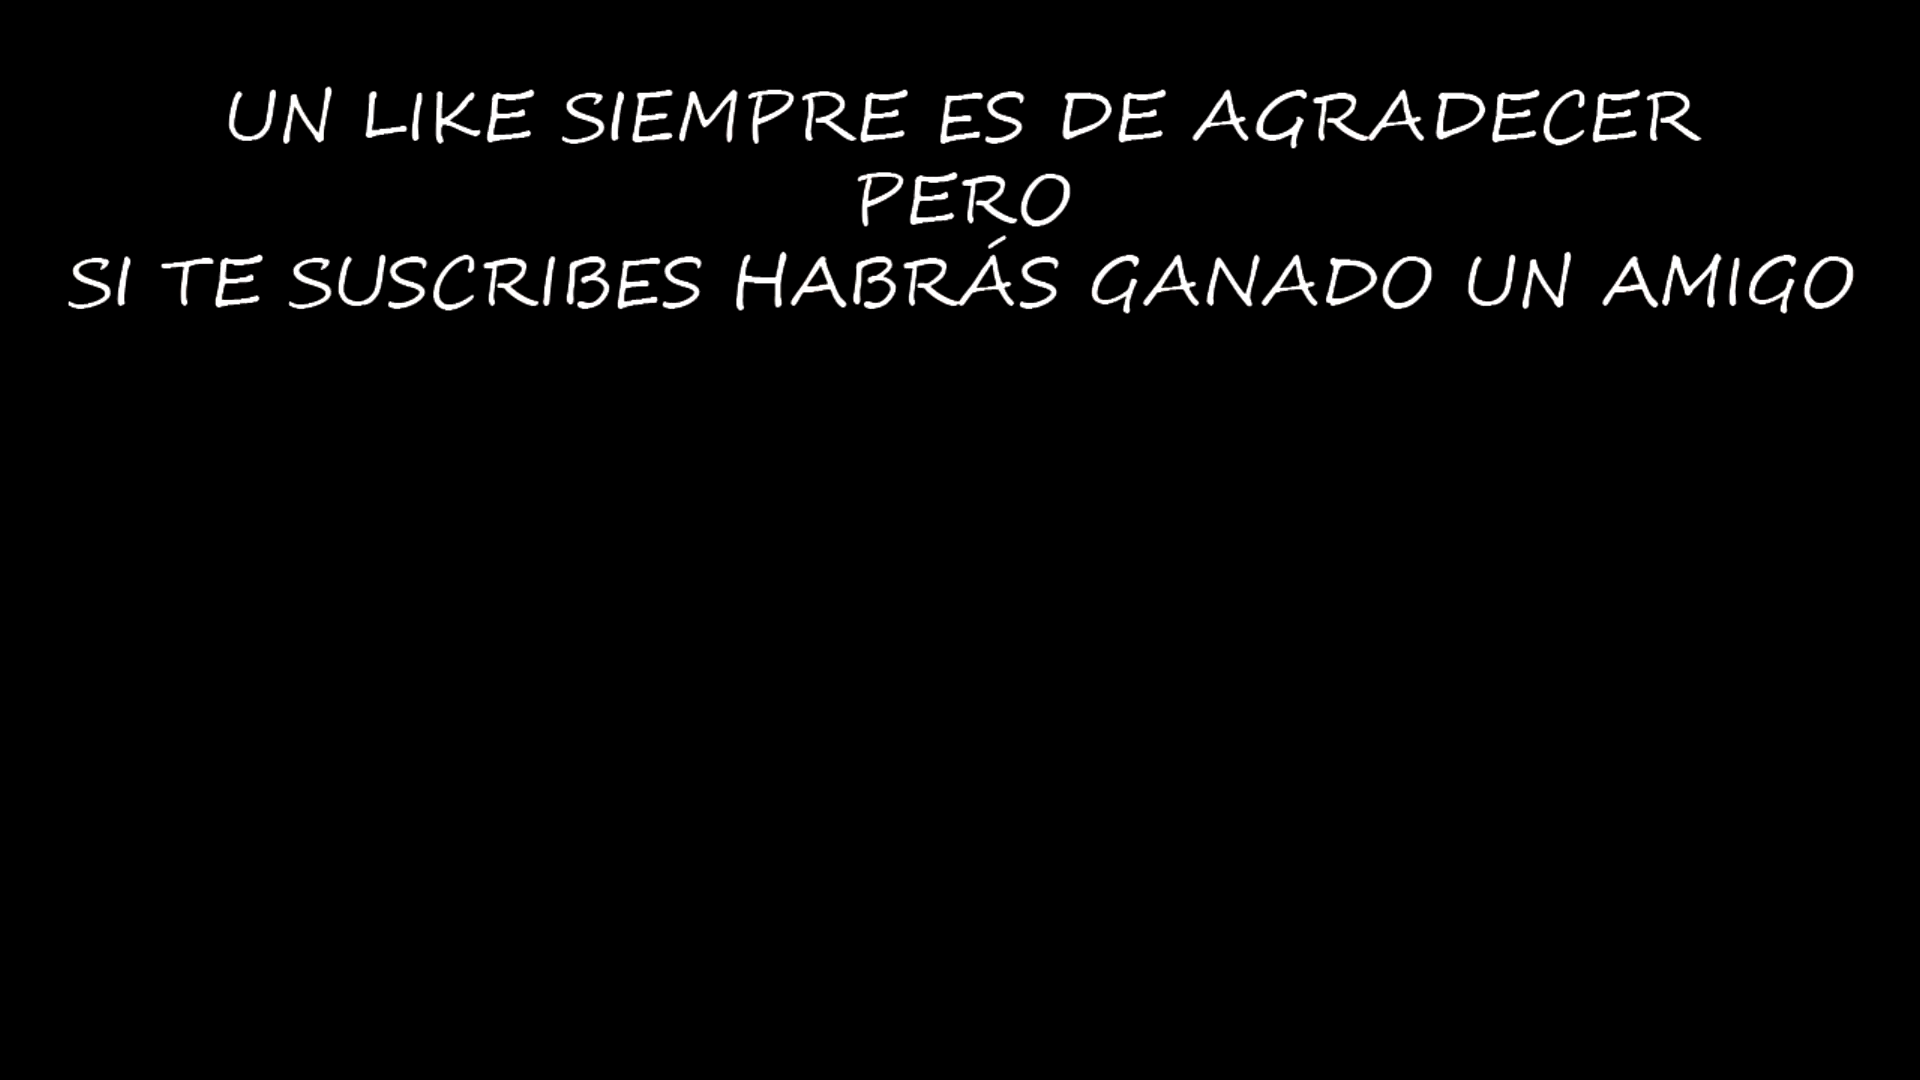 UN LIKE SIEMPRE ES DE AGRADECER
PERO
SI TE SUSCRIBES HABRÁS GANADO UN AMIGO